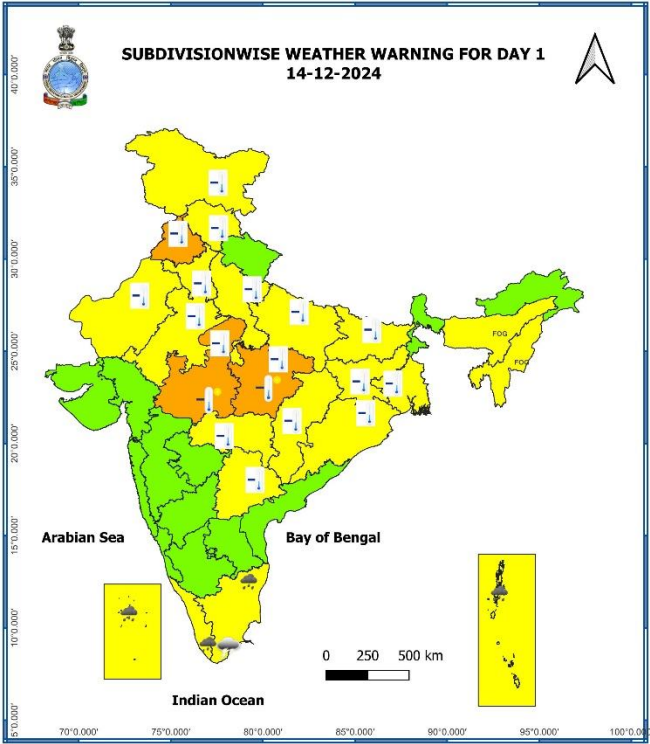 SUBDIVISIONWISE WEATHER WARNING FOR DAY 1
14-12-2024
40°0.000'
35°0.000'
30°0.000'
25°0.000'
20°0.000'
15°0.000'
10°0.000'
5°0.000'
FOG
FOG
Arabian Sea
Bay of Bengal
0 250 500 km
Indian Ocean
70°0.000' 75°0.000' 80°0.000' 85°0.000' 90°0.000' 95°0.000' 100°0.0